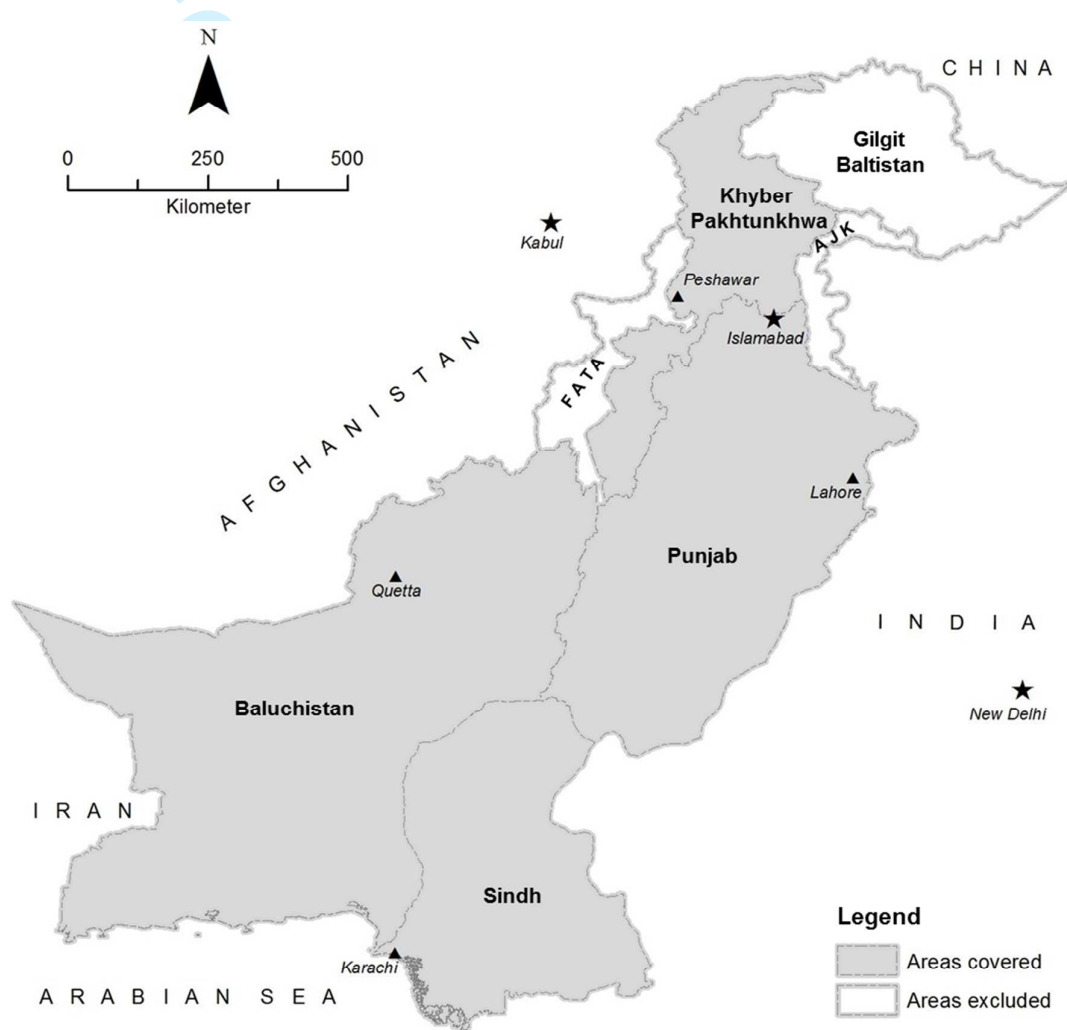 N
0 250 500
Kilometer
CHINA
Gilgit
Baltistan
Khyber
Pakhtunkhwa
AJK
Kabul
Peshawar
Islamabad
FATA
AFGHANISTAN
Lahore
Punjab
Quetta
INDIA
Baluchistan
New Delhi
IRAN
Sindh
Legend
Areas covered
Areas excluded
Karachi
ARABIAN SEA